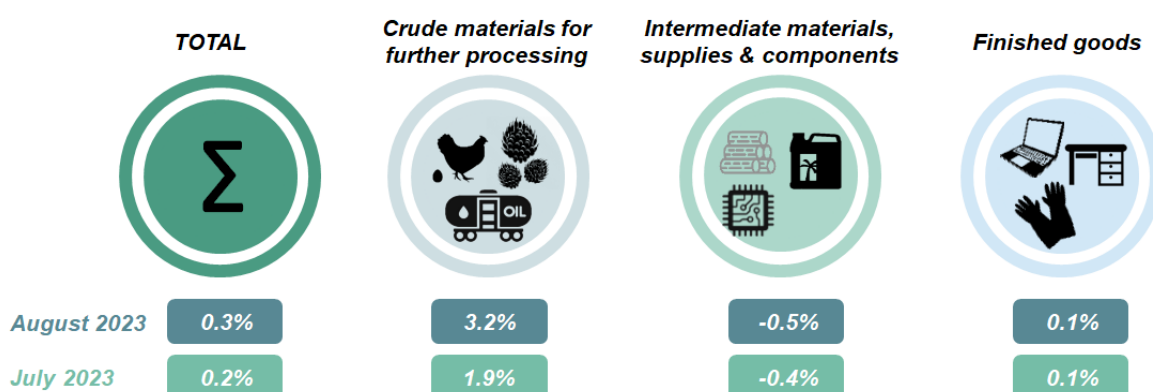 TOTAL
Crude materials for
further processing
Intermediate materials,
supplies & components
Finished goods
Σ
OIL
August 2023 0.3% 3.2% -0.5% 0.1%
July 2023 0.2% 1.9% -0.4% 0.1%